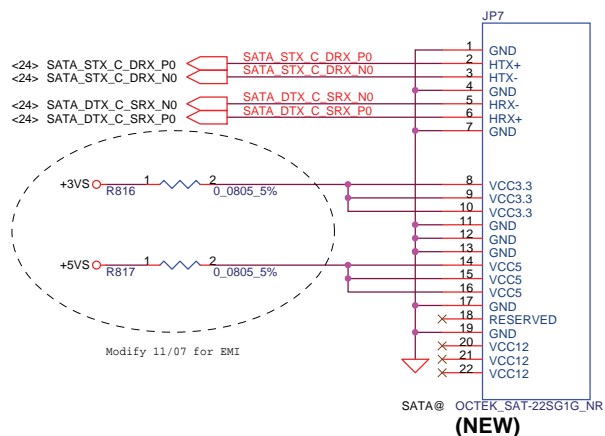 JP7
1 GND
<24> SATA_STX_C_DRX_P0 SATA_STX_C_DRX_P0 2 HTX+
<24> SATA_STX_C_DRX_N0 SATA_STX_C_DRX_N0 3 HTX-
4 GND
<24> SATA_DTX_C_SRX_N0 SATA_DTX_C_SRX_N0 5 HRX-
<24> SATA_DTX_C_SRX_P0 SATA_DTX_C_SRX_P0 6 HRX+
7 GND
+3VS R816 1 2 0_0805_5% 8 VCC3.3
9 VCC3.3
10 VCC3.3
11 GND
12 GND
13 GND
+5VS R817 1 2 0_0805_5% 14 VCC5
15 VCC5
16 VCC5
17 GND
18 RESERVED
19 GND
20 VCC12
21 VCC12
22 VCC12
Modify 11/07 for EMI
SATA@ OCTEK_SAT-22SG1G_NR
(NEW)